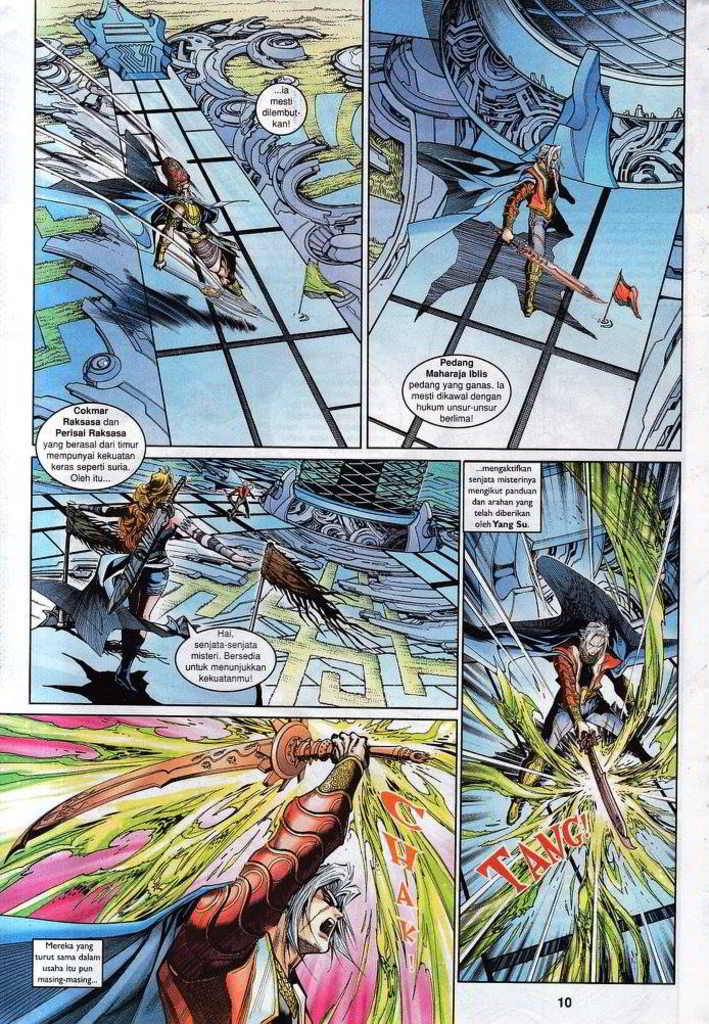 ...ia
mesti
dilembut-
kan!
Pedang
Maharaja Iblis
pedang yang ganas. Ia
mesti dikawal dengan
hukum unsur-unsur
berlima!
Cokmar
Raksasa dan
Perisai Raksasa
yang berasal dari timur
mempunyai kekuatan
keras seperti suria.
Oleh itu...
Hai,
senjata-senjata
misteri. Bersedia
untuk menunjukkan
kekuatanmu!
Mereka yang
turut sama dalam
usaha itu pun
masing-masing...
CHAK!
...mengaktifkan
senjata misterinya
mengikut panduan
dan arahan yang
telah diberikan
oleh Yang Su.
TANG!
10